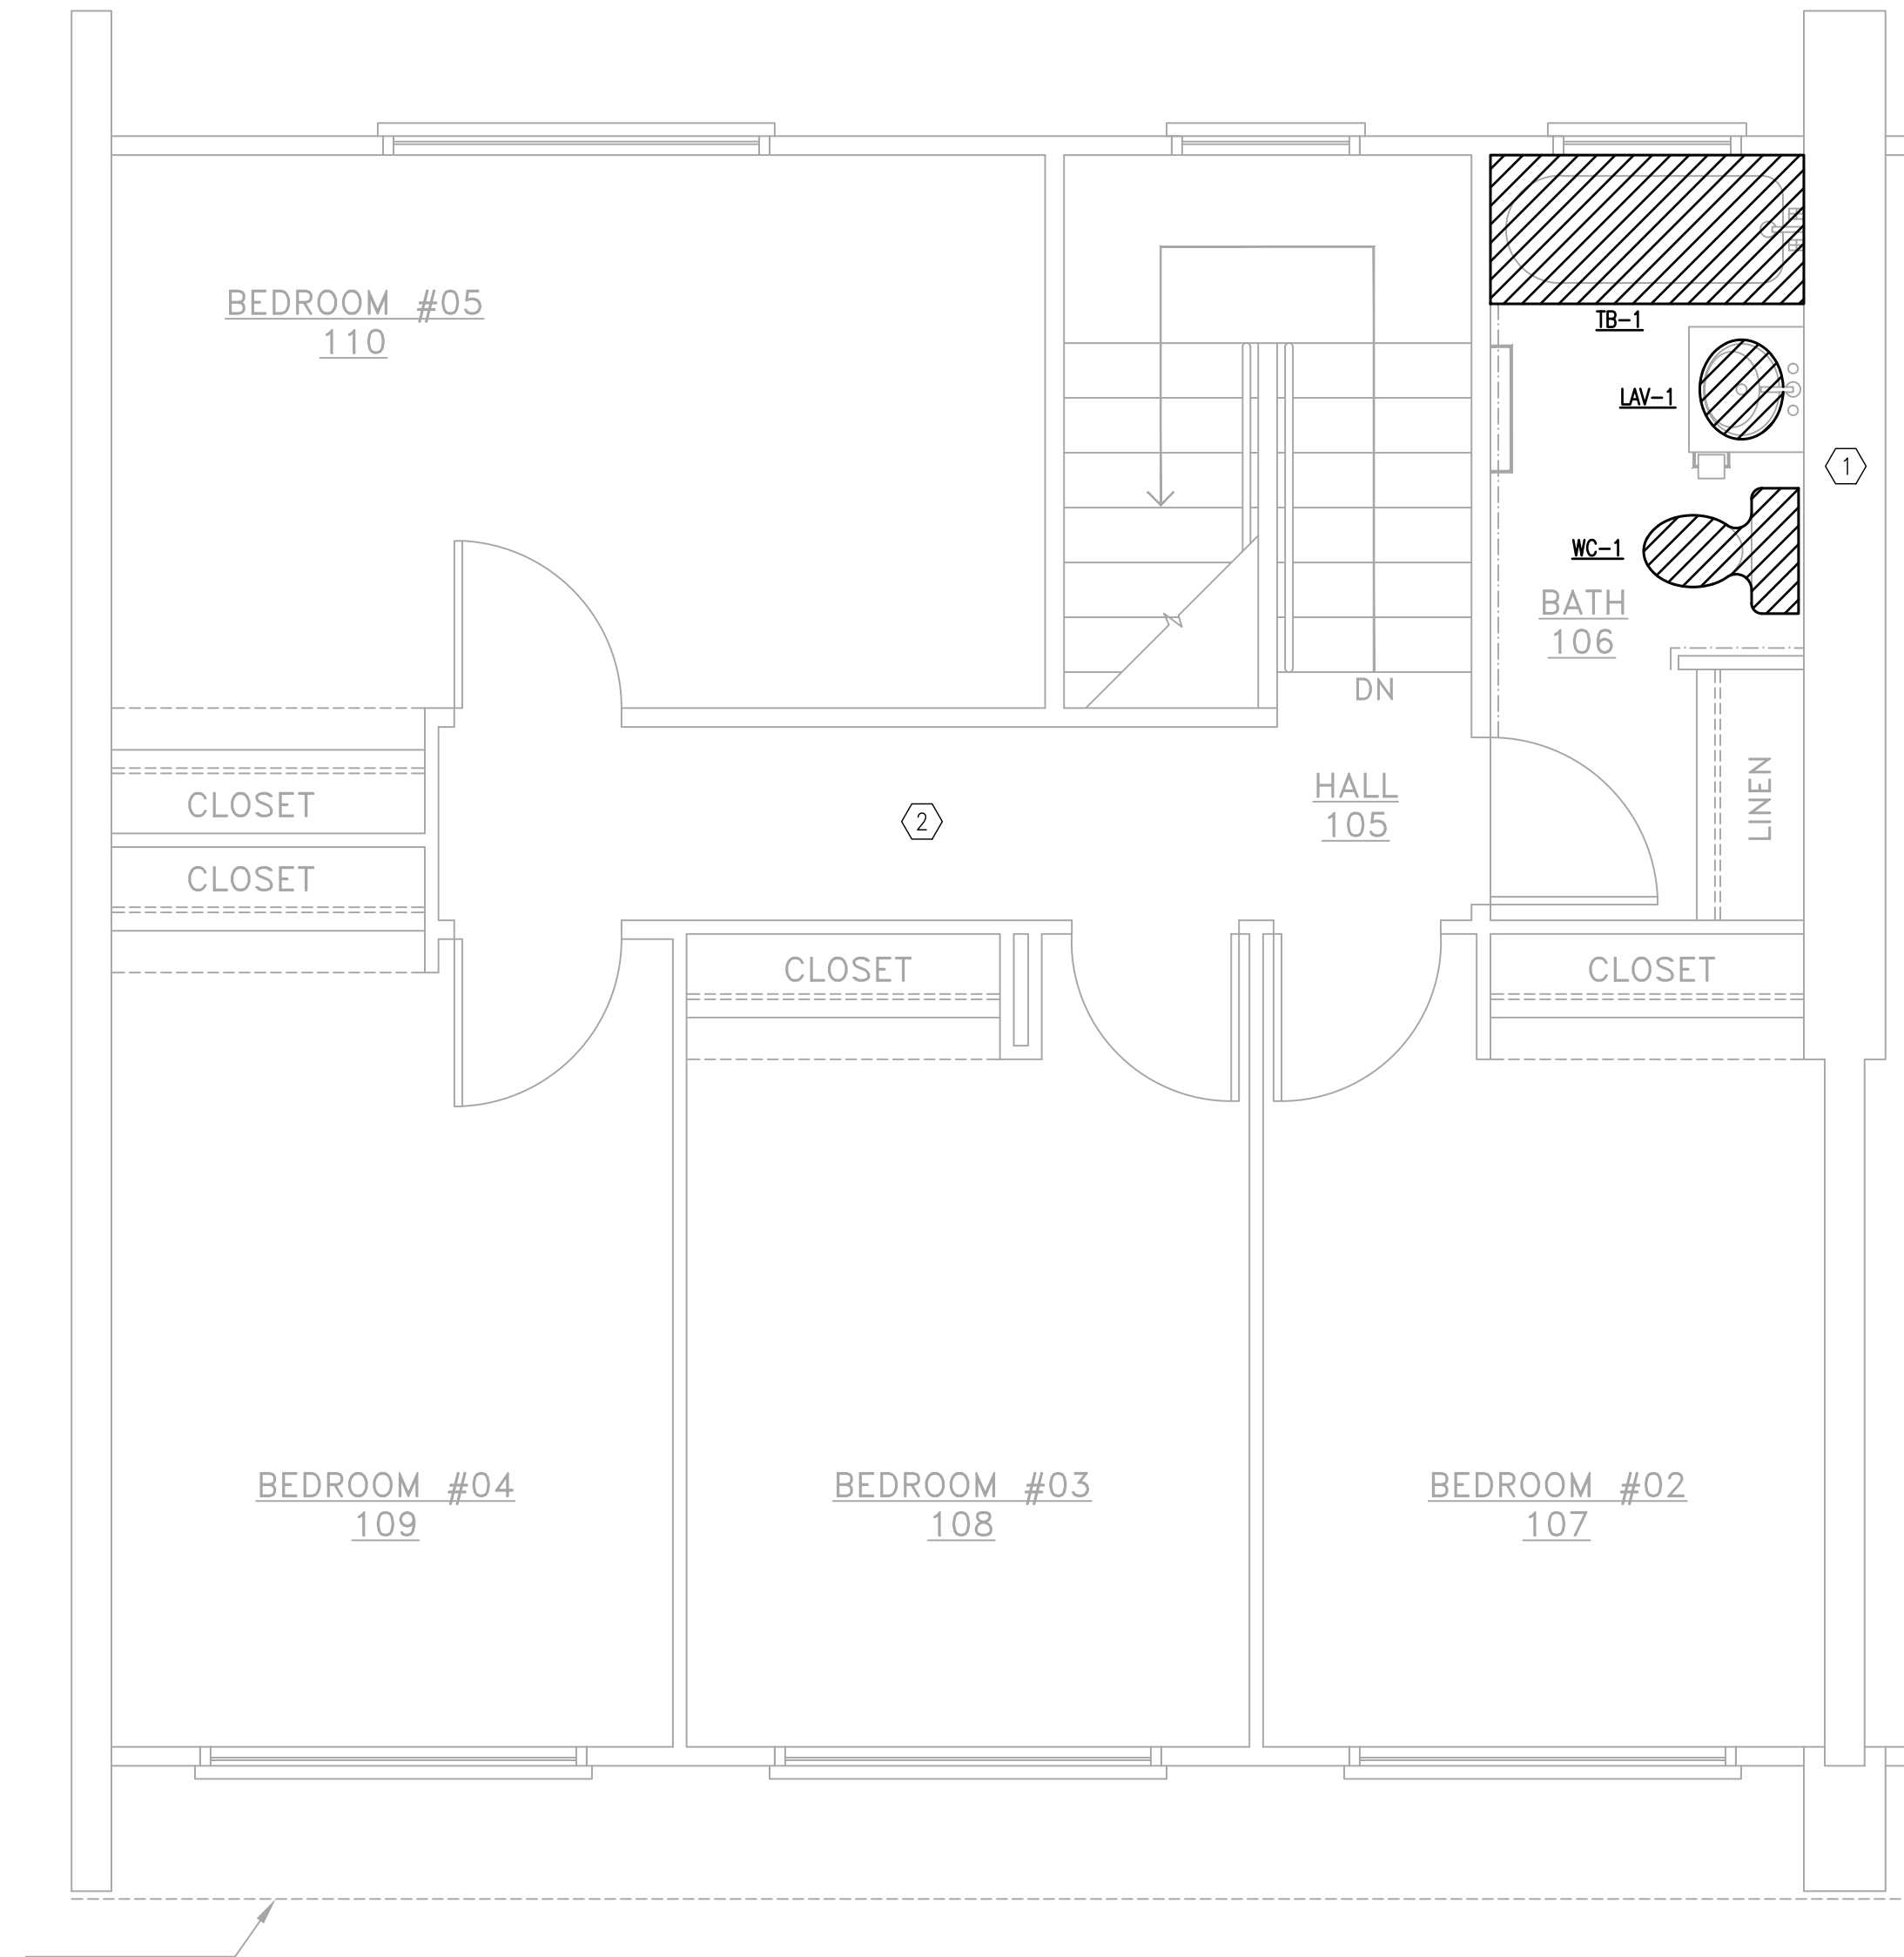 BEDROOM #05
110
TB-1
LAV-1
1
WC-1
BATH
106
DN
CLOSET
2
HALL
105
LINEN
CLOSET
CLOSET
CLOSET
BEDROOM #04
109
BEDROOM #03
108
BEDROOM #02
107